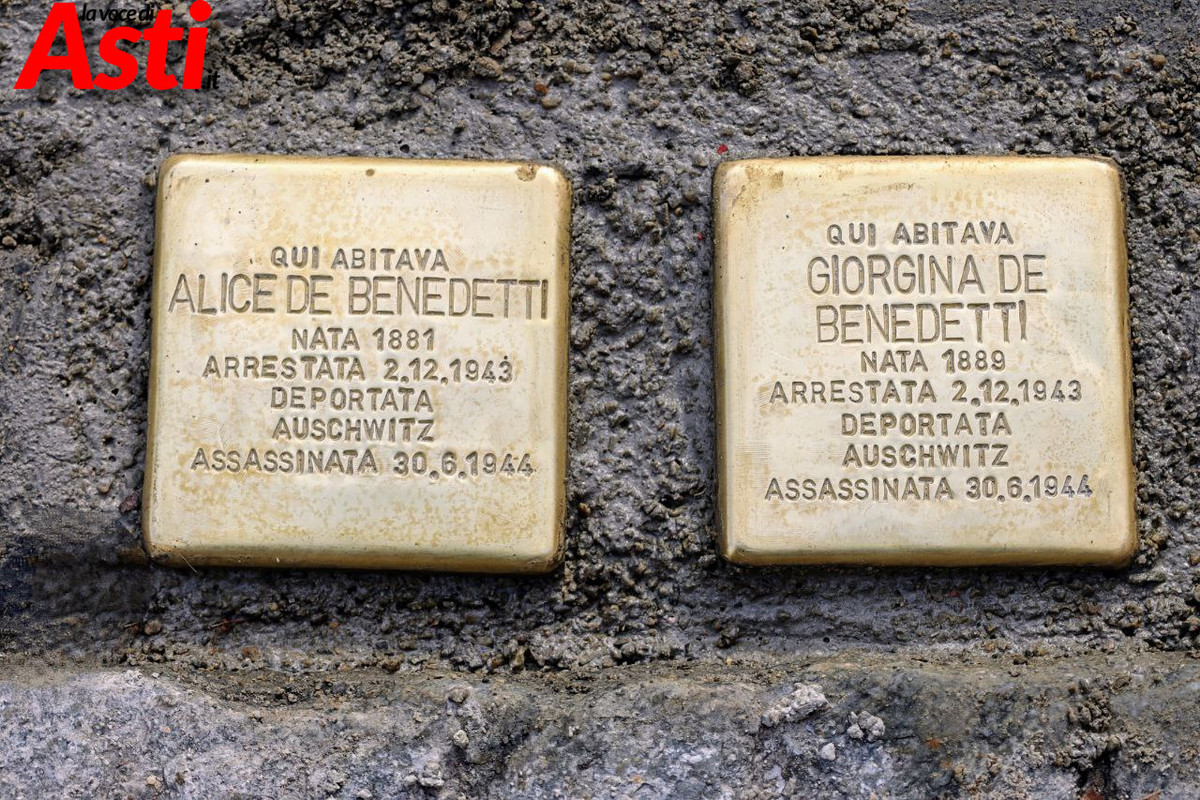 la voce di
Asti
.it
QUI ABITAVA
ALICE DE BENEDETTI
NATA 1881
ARRESTATA 2.12.1943
DEPORTATA
AUSCHWITZ
ASSASSINATA 30.6.1944
QUI ABITAVA
GIORGINA DE
BENEDETTI
NATA 1889
ARRESTATA 2.12.1943
DEPORTATA
AUSCHWITZ
ASSASSINATA 30.6.1944